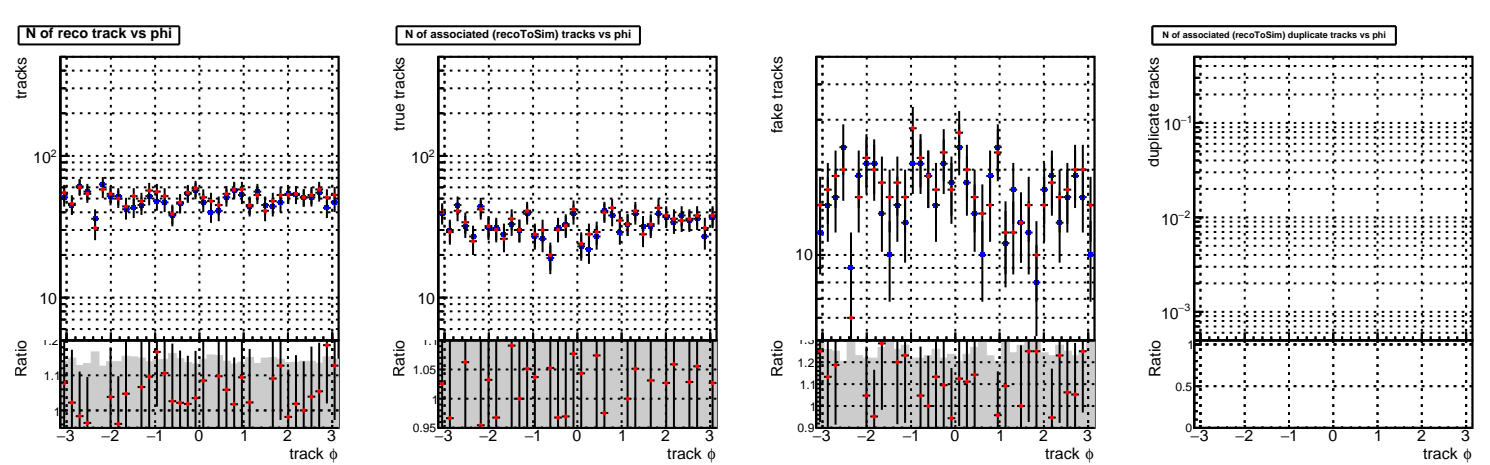 N of reco track vs phi
tracks
10²
10
Ratio
1.2
1.1
1
−3 −2 −1 0 1 2 3
track ϕ
N of associated (recoToSim) tracks vs phi
true tracks
10²
10
Ratio
1.1
1.05
1
0.95
−3 −2 −1 0 1 2 3
track ϕ
fake tracks
10
Ratio
1.3
1.2
1.1
1
0.9
−3 −2 −1 0 1 2 3
track ϕ
N of associated (recoToSim) duplicate tracks vs phi
duplicate tracks
10⁻¹
10⁻²
10⁻³
Ratio
1
0.5
0
−3 −2 −1 0 1 2 3
track ϕ